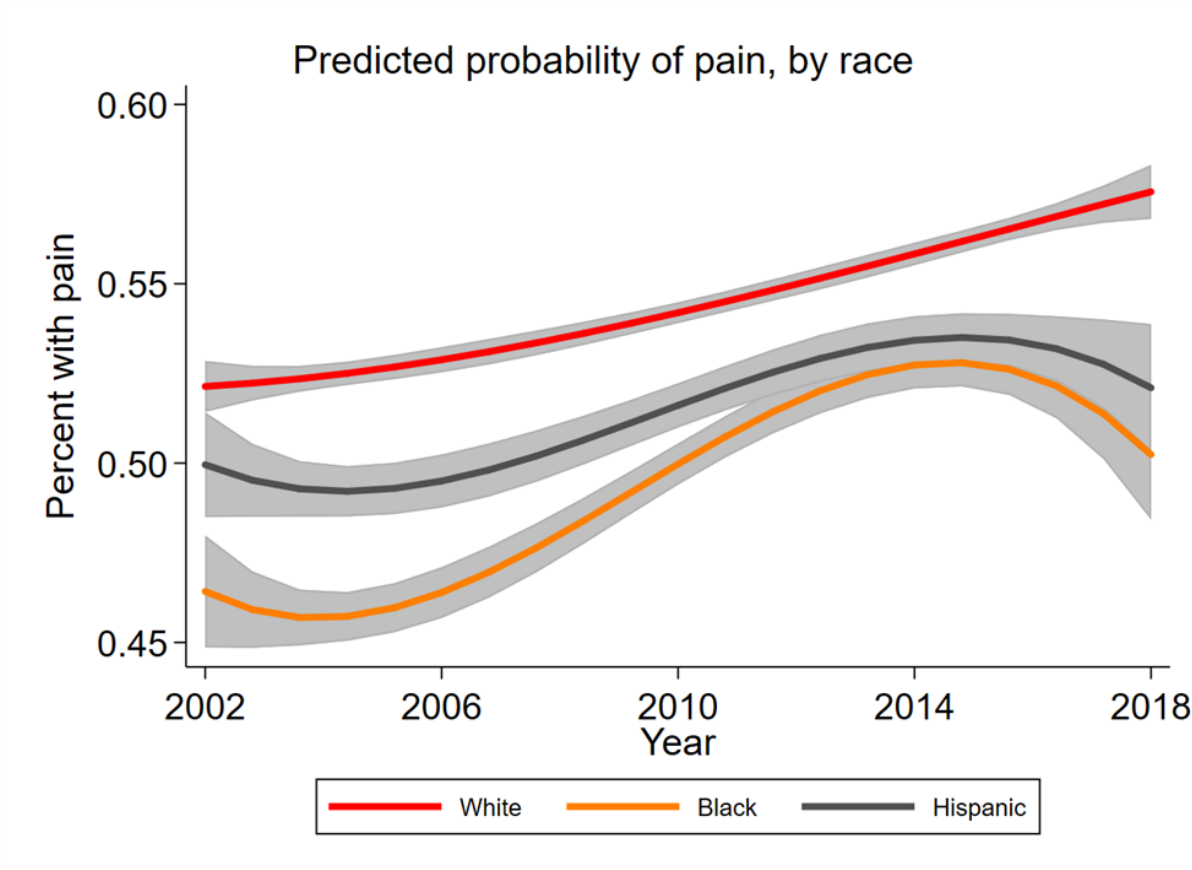 Predicted probability of pain, by race
Percent with pain
0.60
0.55
0.50
0.45
2002 2006 2010 2014 2018
Year
White Black Hispanic